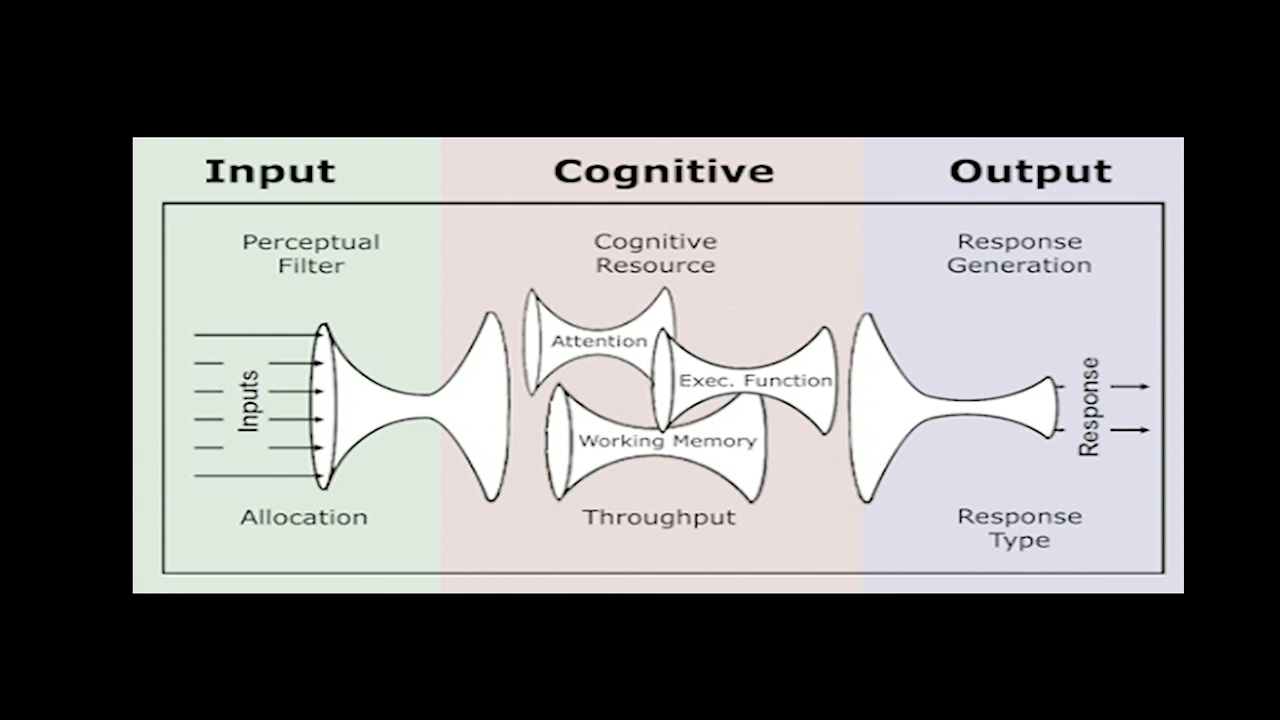 Input
Cognitive
Output
Perceptual
Filter
Cognitive
Resource
Response
Generation
Inputs
Attention
Exec. Function
Working Memory
Response
Allocation
Throughput
Response
Type